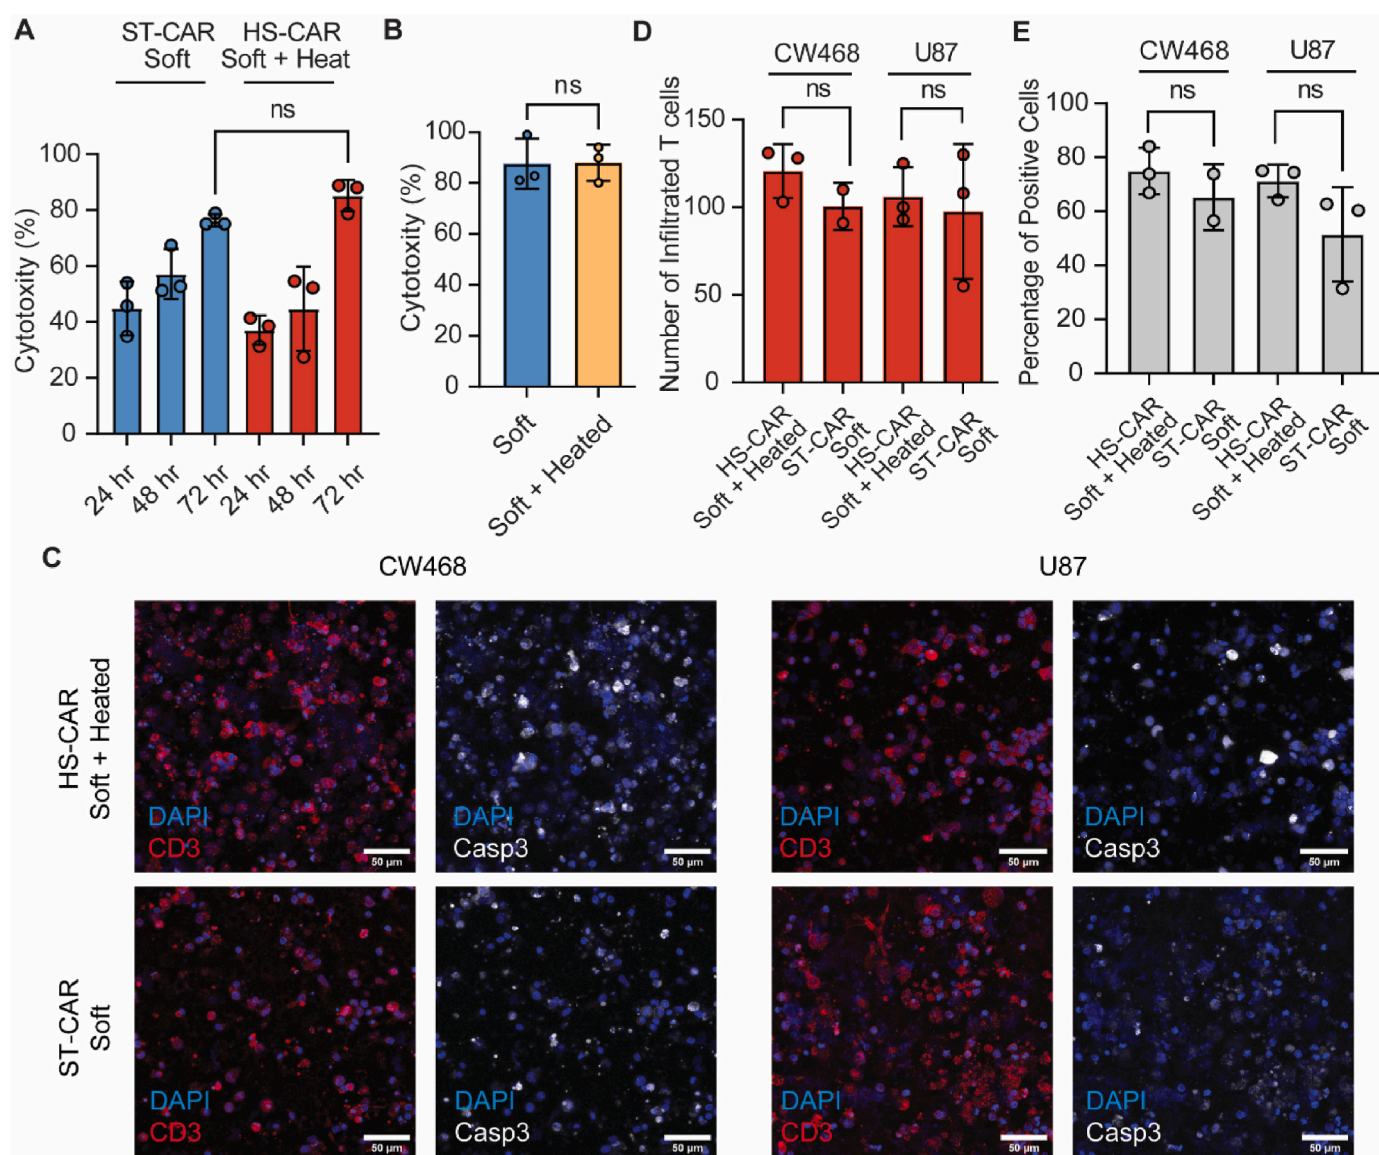 A
ST-CAR
Soft
HS-CAR
Soft + Heat
ns
Cytotoxity (%)
100
80
60
40
20
0
24 hr
48 hr
72 hr
24 hr
48 hr
72 hr
B
ns
Cytotoxity (%)
100
80
60
40
20
0
Soft
Soft + Heated
D
CW468
U87
ns
ns
Number of Infiltrated T cells
150
100
50
0
HS-CAR
Soft + Heated
ST-CAR
Soft
HS-CAR
Soft + Heated
ST-CAR
Soft
E
CW468
U87
ns
ns
Percentage of Positive Cells
100
80
60
40
20
0
HS-CAR
Soft + Heated
ST-CAR
Soft
HS-CAR
Soft + Heated
ST-CAR
Soft
C
CW468
U87
HS-CAR
Soft + Heated
DAPI
CD3
50 µm
DAPI
Casp3
50 µm
DAPI
CD3
50 µm
DAPI
Casp3
50 µm
ST-CAR
Soft
DAPI
CD3
50 µm
DAPI
Casp3
50 µm
DAPI
CD3
50 µm
DAPI
Casp3
50 µm